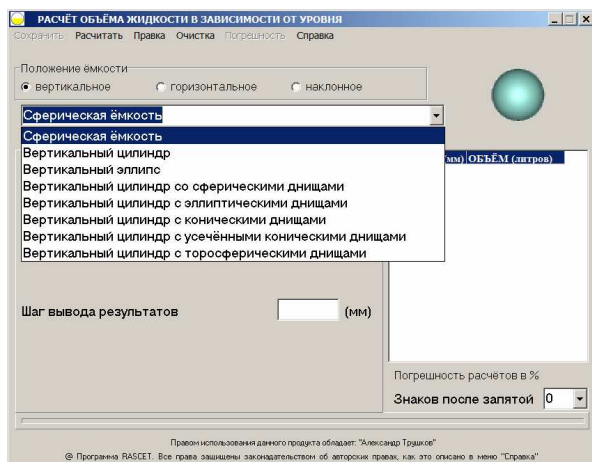 РАСЧЁТ ОБЪЁМА ЖИДКОСТИ В ЗАВИСИМОСТИ ОТ УРОВНЯ
Сохранить Расчитать Правка Очистка Погрешность Справка
Положение ёмкости
вертикальное горизонтальное наклонное
Сферическая ёмкость
Сферическая ёмкость
Вертикальный цилиндр
Вертикальный эллипс
Вертикальный цилиндр со сферическими днищами
Вертикальный цилиндр с эллиптическими днищами
Вертикальный цилиндр с коническими днищами
Вертикальный цилиндр с усечёнными коническими днищами
Вертикальный цилиндр с торосферическими днищами
(мм) ОБЪЁМ (литров)
Шаг вывода результатов (мм)
Погрешность расчётов в %
Знаков после запятой 0
Правом использования данного продукта обладает: "Александр Трушков"
@ Программа RASCET. Все права защищены законадательством об авторских правах, как это описано в меню "Справка"